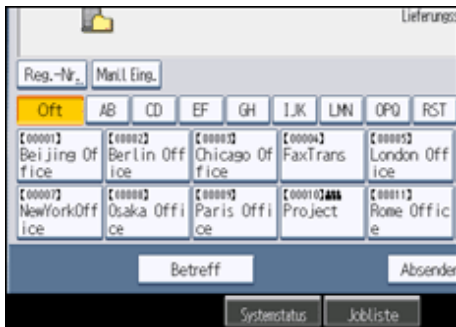 Lieferungss
Reg.-Nr. Manl. Eing.
Oft AB CD EF GH IJK LMN OPQ RST
[00001] [00002] [00003] [00004] [00005]
Beijing Of Berlin Off Chicago Of FaxTrans London Off
fice ice fice ice
[00007] [00008] [00009] [00010] [00011]
NewYorkOff Osaka Offi Paris Offi Project Rome Offic
ice ce ce e
Betreff Absender
Systemstatus Jobliste